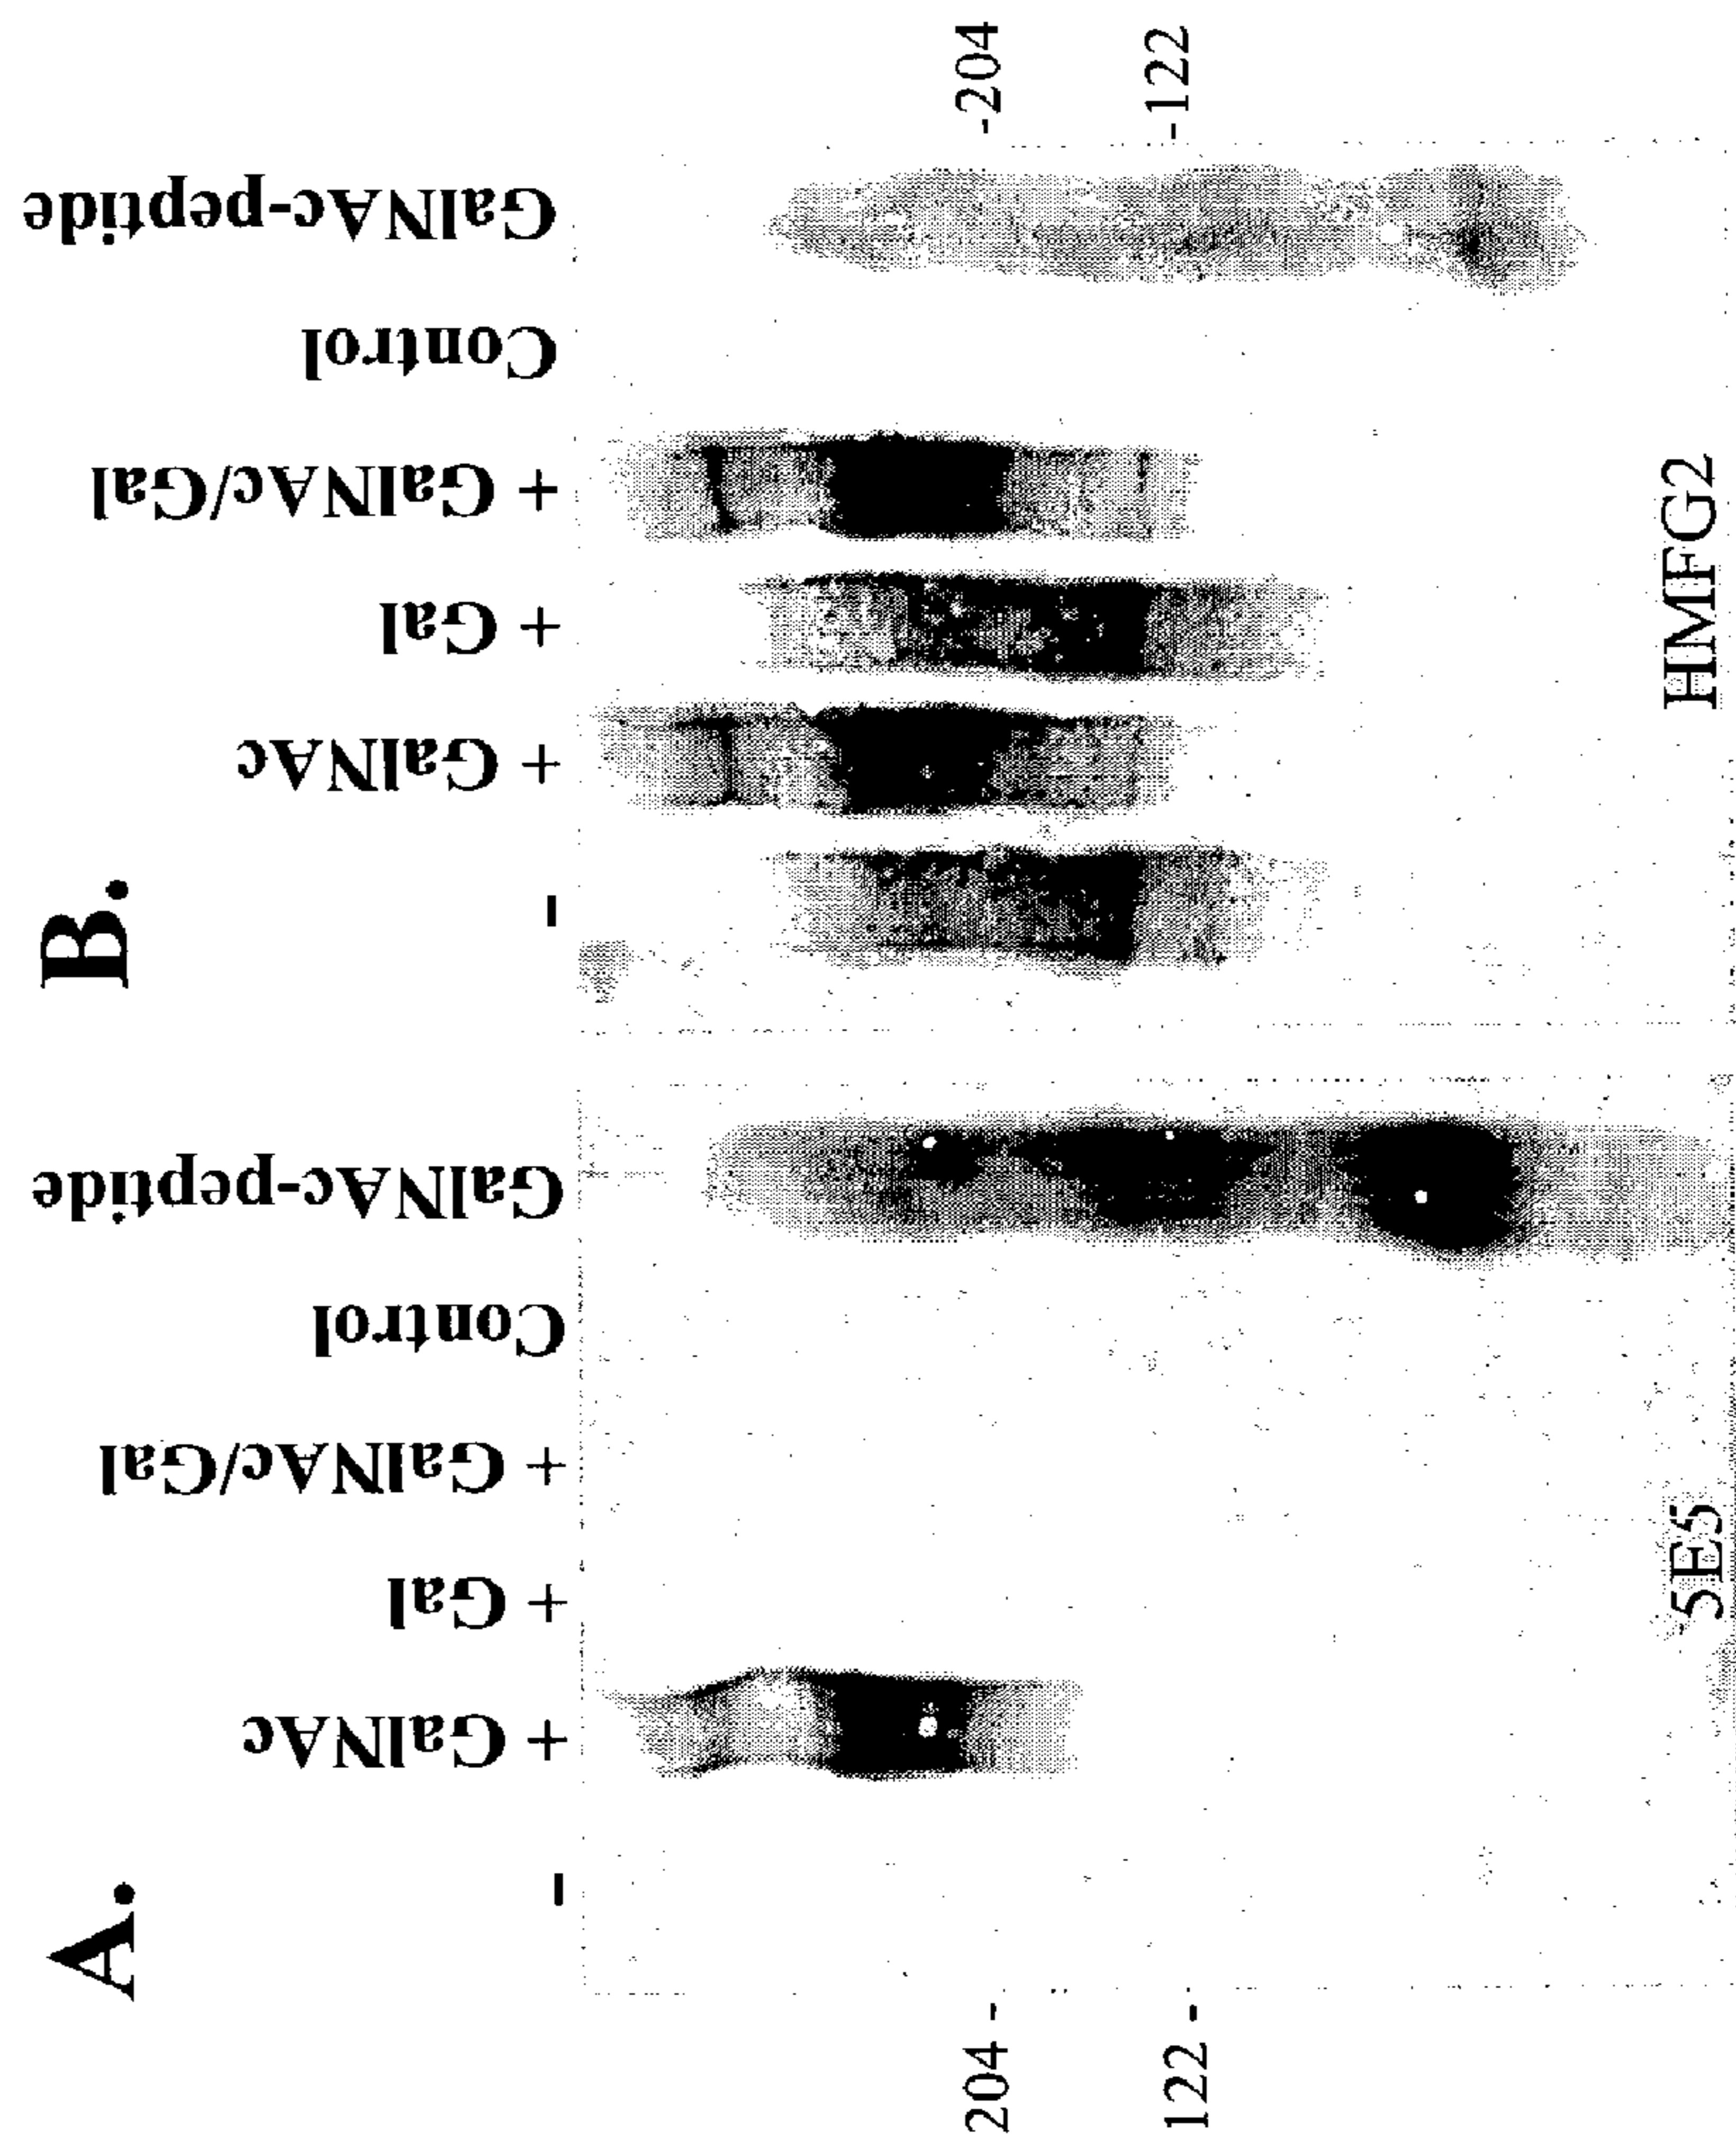 A.
-
+ GalNAc
+ Gal
+ GalNAc/Gal
Control
GalNAc-peptide
204 -
122 -
5E5
B.
-
+ GalNAc
+ Gal
+ GalNAc/Gal
Control
GalNAc-peptide
-204
-122
HMFG2